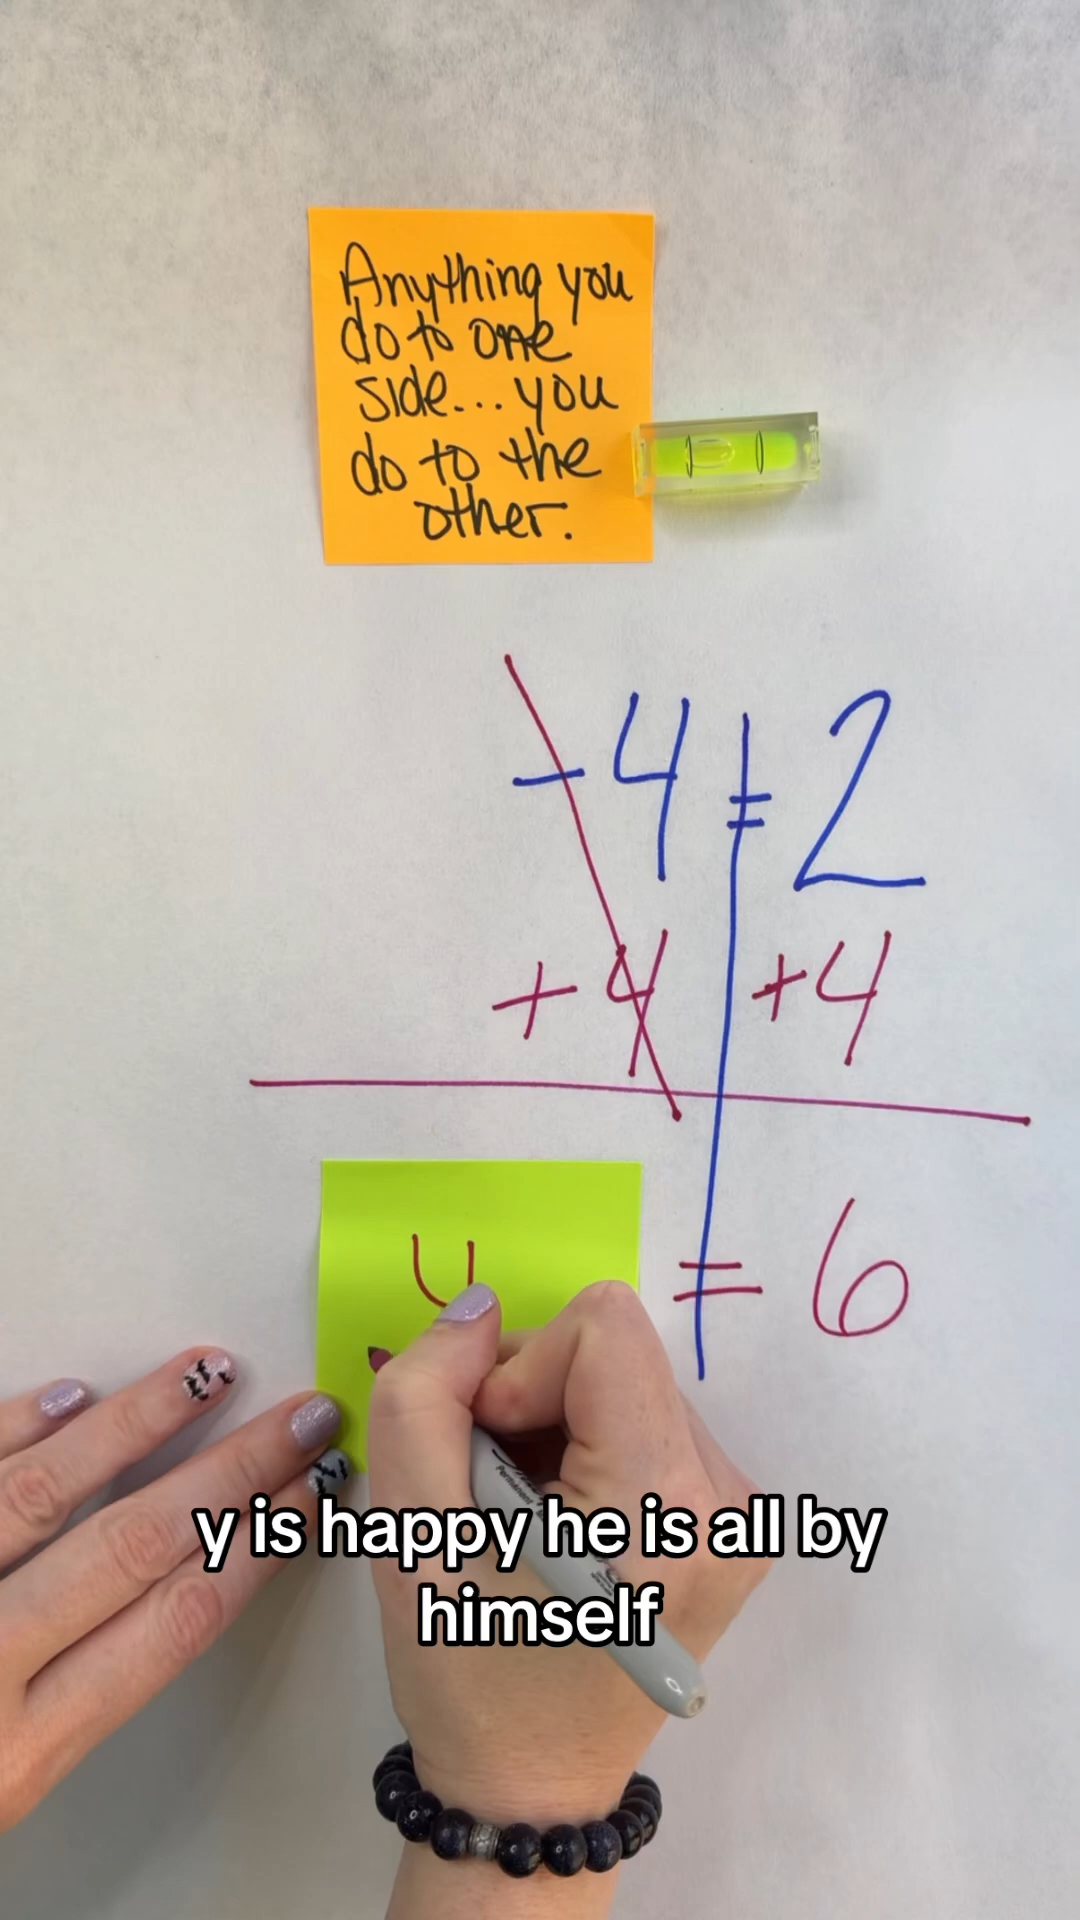 Anything you
do to one
side... you
do to the
other.
- 4 = 2
+ 4 +4
y = 6
Permanent
y is happy he is all by
himself